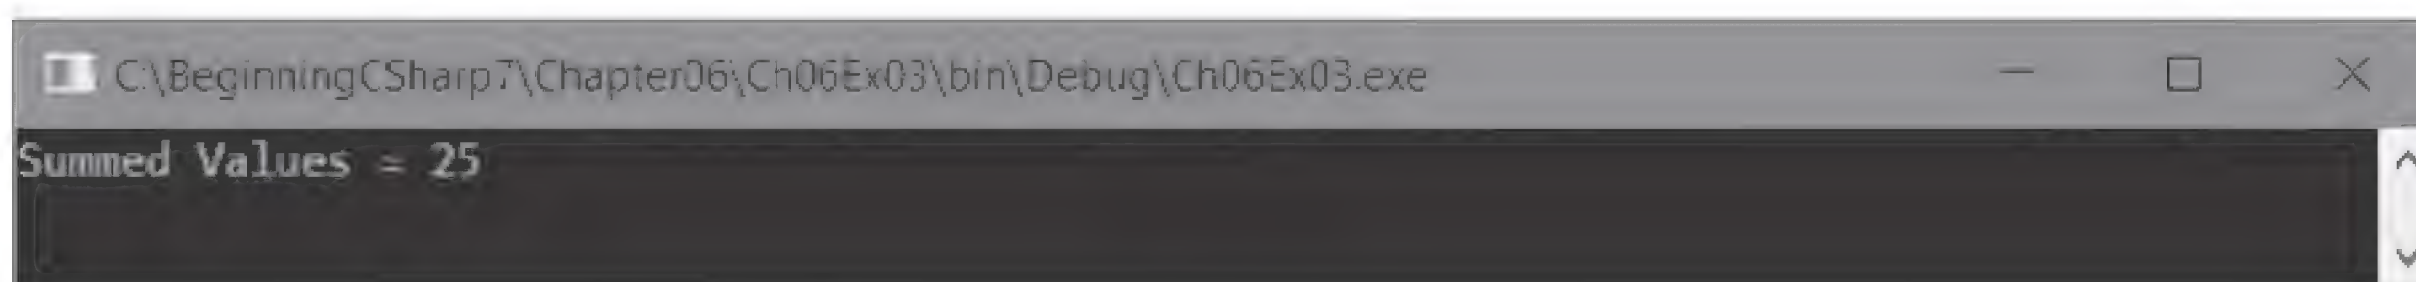 C:\BeginningCSharp7\Chapter06\Ch06Ex03\bin\Debug\Ch06Ex03.exe
Summed Values = 25